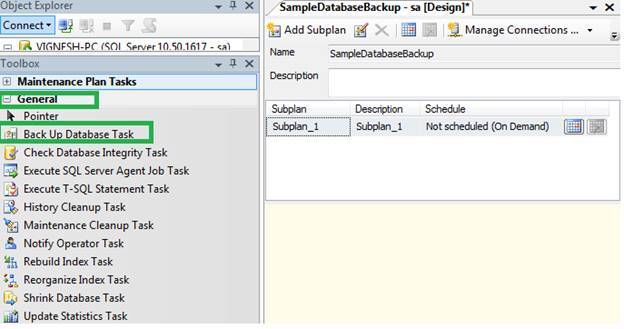 Object Explorer
Connect
VIGNESH-PC (SQL Server 10.50.1617 - sa)
Toolbox
Maintenance Plan Tasks
General
Pointer
Back Up Database Task
Check Database Integrity Task
Execute SQL Server Agent Job Task
Execute T-SQL Statement Task
History Cleanup Task
Maintenance Cleanup Task
Notify Operator Task
Rebuild Index Task
Reorganize Index Task
Shrink Database Task
Update Statistics Task
SampleDatabaseBackup - sa [Design]*
Add Subplan
Manage Connections ...
Name SampleDatabaseBackup
Description
Subplan Description Schedule
Subplan_1 Subplan_1 Not scheduled (On Demand)